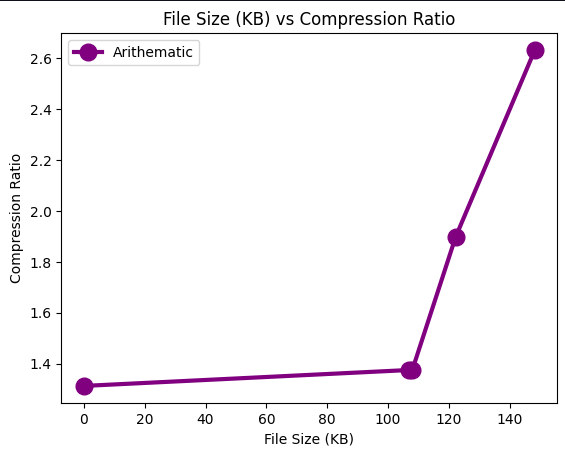 File Size (KB) vs Compression Ratio
Arithematic
2.6
2.4
2.2
2.0
1.8
1.6
1.4
Compression Ratio
0 20 40 60 80 100 120 140
File Size (KB)